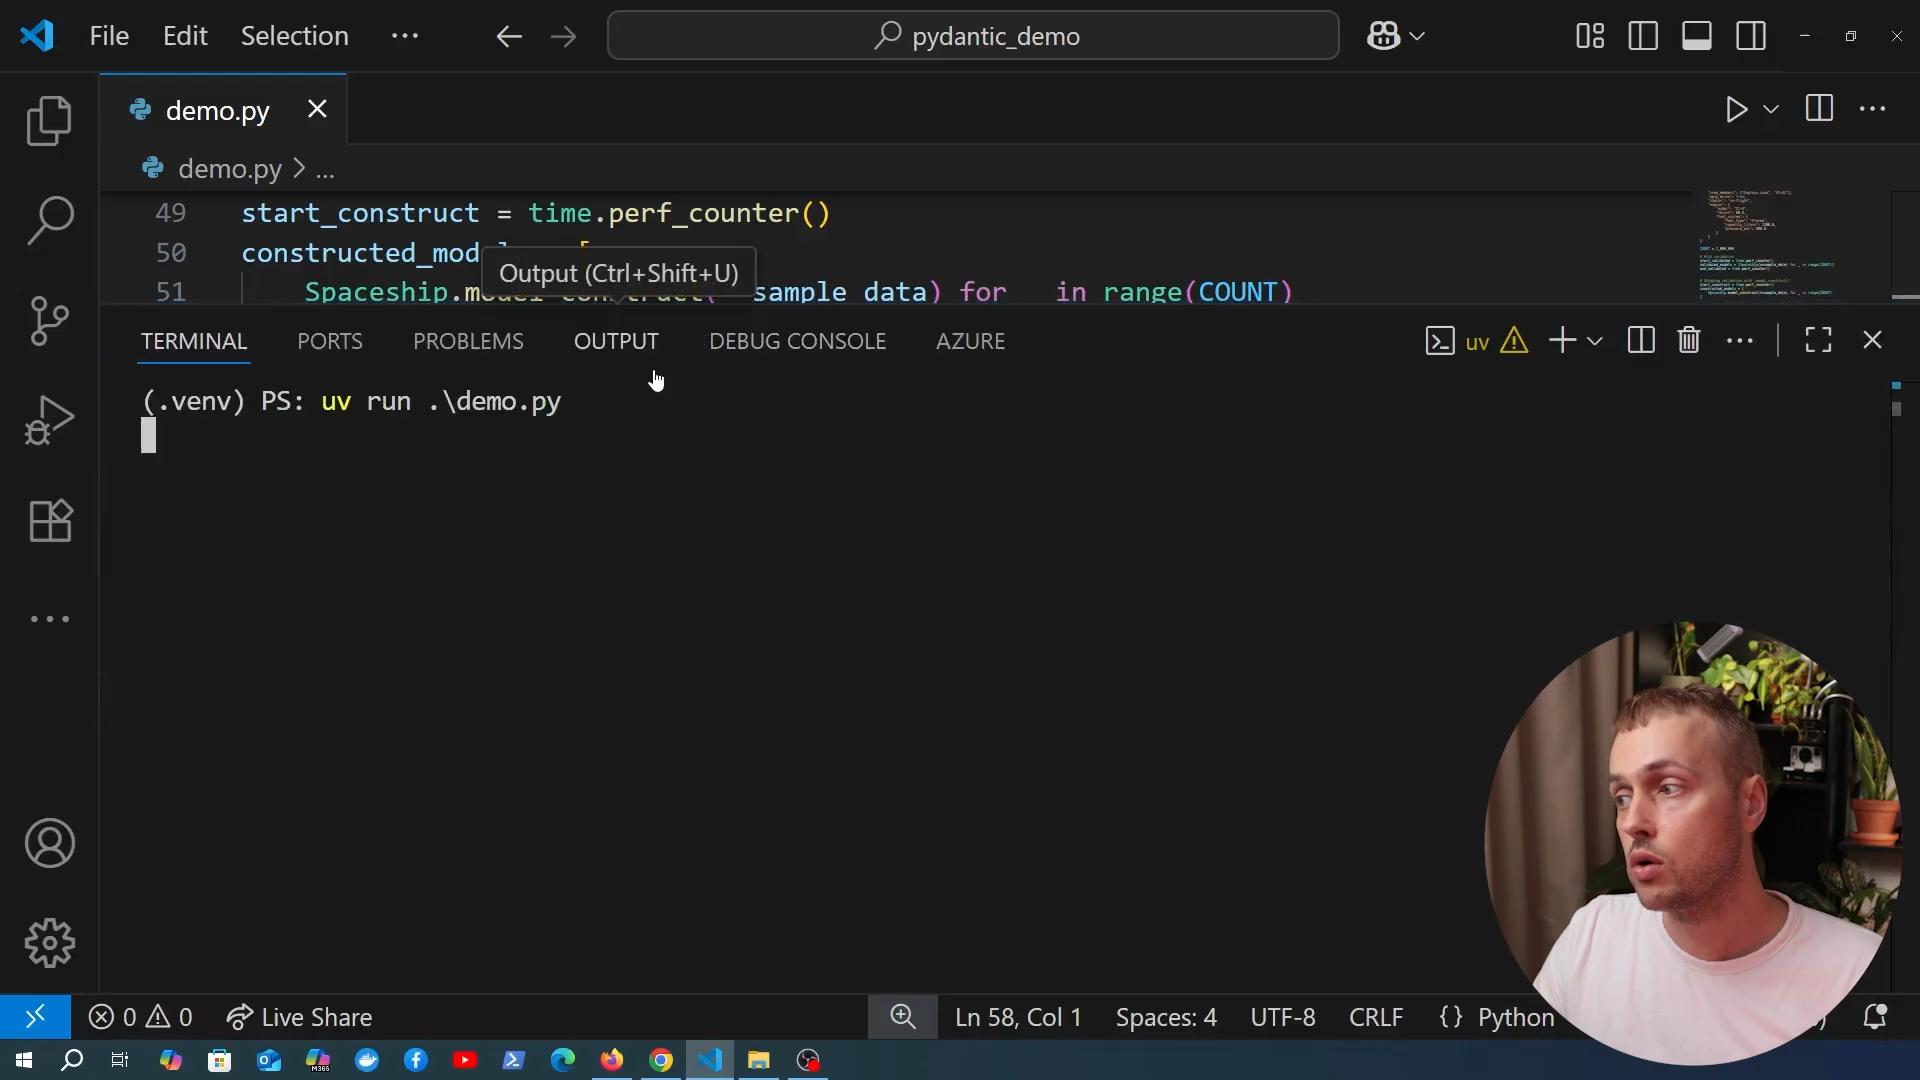 File Edit Selection ··· pydantic_demo
demo.py
demo.py > ...
49 start_construct = time.perf_counter()
50 constructed_mod
Output (Ctrl+Shift+U)
51 Spaceship.model_construct(**sample_data) for _ in range(COUNT)
TERMINAL PORTS PROBLEMS OUTPUT DEBUG CONSOLE AZURE uv
(.venv) PS: uv run .\demo.py
0 0 Live Share Ln 58, Col 1 Spaces: 4 UTF-8 CRLF {} Python